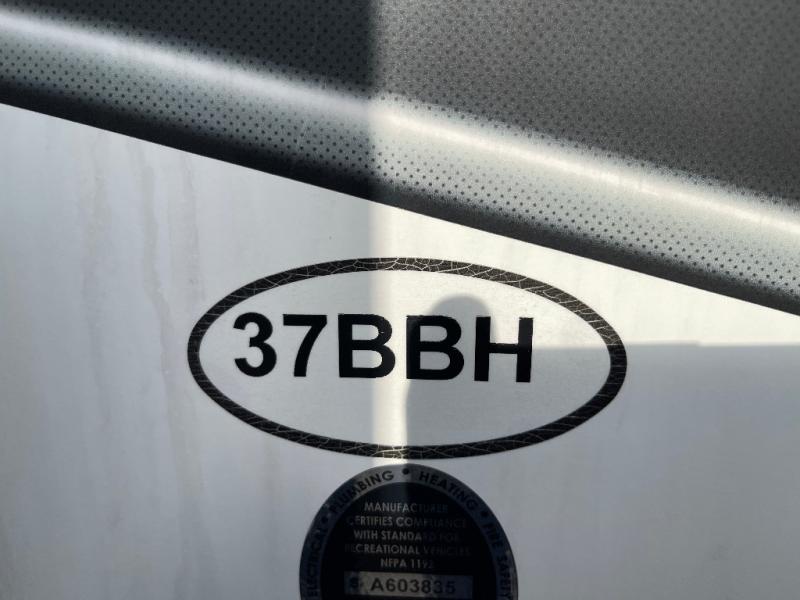 37BBH
ELECTRICAL • PLUMBING • HEATING • FIRE SAFETY
MANUFACTURER
CERTIFIES COMPLIANCE
WITH STANDARD FOR
RECREATIONAL VEHICLES
NFPA 1192
A603835